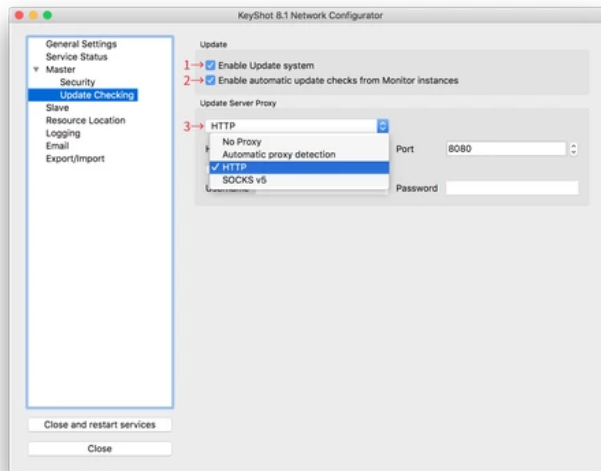 KeyShot 8.1 Network Configurator
General Settings
Service Status
Master
Security
Update Checking
Slave
Resource Location
Logging
Email
Export/Import
Update
1 Enable Update system
2 Enable automatic update checks from Monitor instances
Update Server Proxy
3 HTTP
No Proxy
Automatic proxy detection
HTTP
SOCKS v5
Port 8080
Username Password
Close and restart services
Close